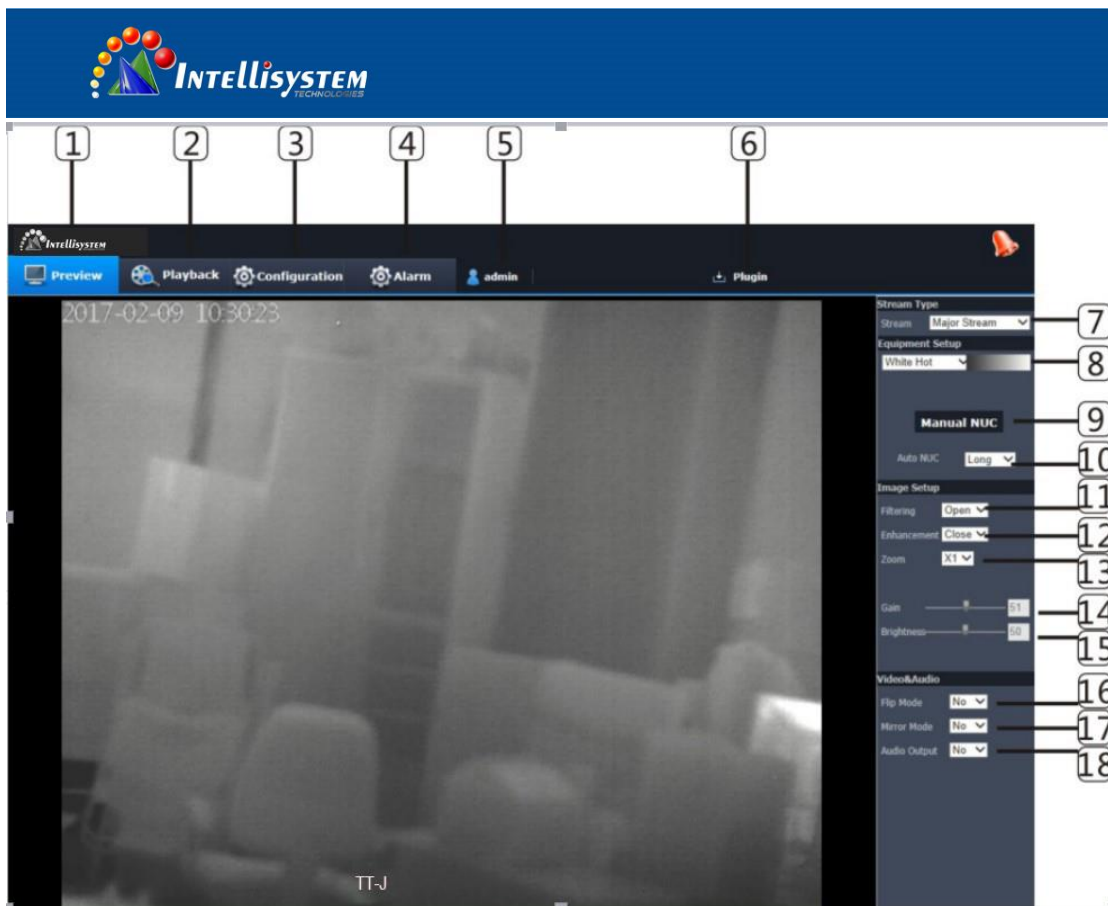 INTELLISYSTEM
TECHNOLOGIES
1 2 3 4 5 6
INTELLISYSTEM
Preview Playback Configuration Alarm admin Plugin
2017-02-09 10:30:23
Stream Type
Stream Major Stream 7
Equipment Setup
White Hot 8
Manual NUC 9
Auto NUC Long 10
Image Setup
Filtering Open 11
Enhancement Close 12
Zoom X1 13
Gain 51 14
Brightness 50 15
Video&Audio
Flip Mode No 16
Mirror Mode No 17
Audio Output No 18
TT-J